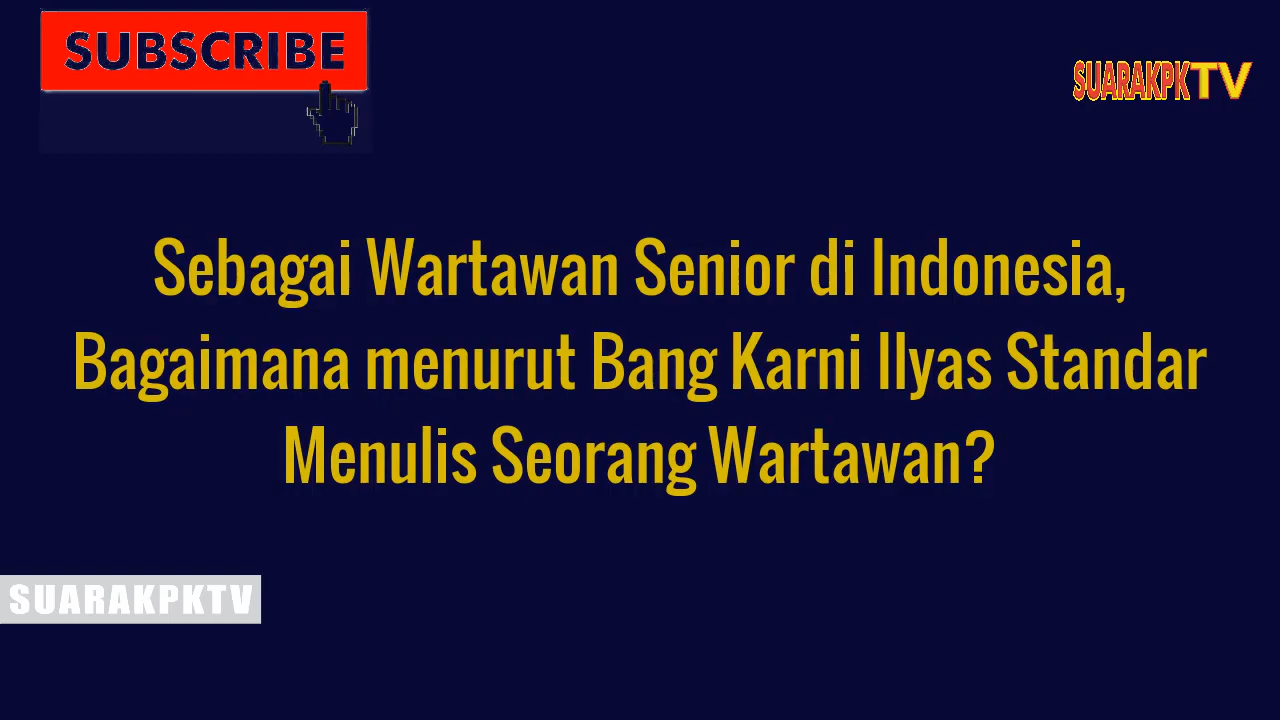 SUBSCRIBE
SUARAKPKTV
Sebagai Wartawan Senior di Indonesia,
Bagaimana menurut Bang Karni Ilyas Standar
Menulis Seorang Wartawan?
SUARAKPKTV